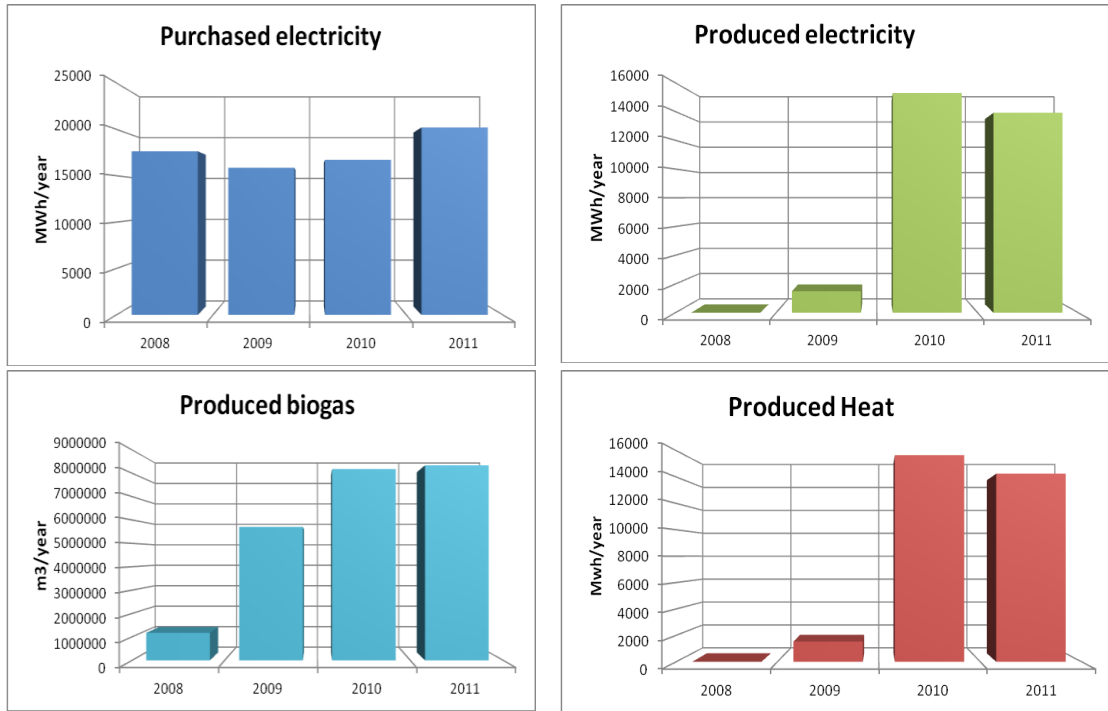 Purchased electricity
MWh/year
25000
20000
15000
10000
5000
0
2008 2009 2010 2011
Produced electricity
MWh/year
16000
14000
12000
10000
8000
6000
4000
2000
0
2008 2009 2010 2011
Produced biogas
m3/year
9000000
8000000
7000000
6000000
5000000
4000000
3000000
2000000
1000000
0
2008 2009 2010 2011
Produced Heat
Mwh/year
16000
14000
12000
10000
8000
6000
4000
2000
0
2008 2009 2010 2011